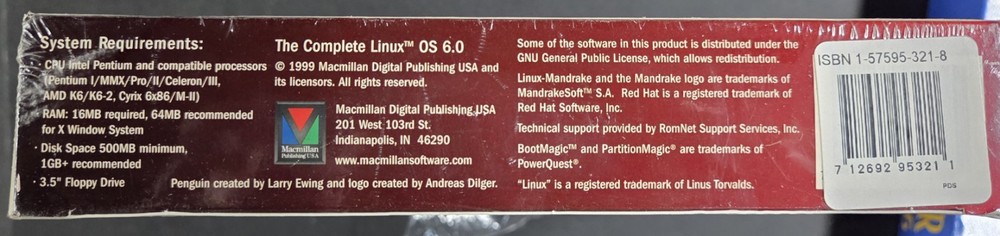 System Requirements:
· CPU Intel Pentium and compatible processors
(Pentium I/MMX/Pro/II/Celeron/III,
AMD K6/K6-2, Cyrix 6x86/M-II)
· RAM: 16MB required, 64MB recommended
for X Window System
· Disk Space 500MB minimum,
1GB+ recommended
· 3.5" Floppy Drive
The Complete Linux™ OS 6.0
© 1999 Macmillan Digital Publishing USA and
its licensors. All rights reserved.
Macmillan
Publishing USA
Macmillan Digital Publishing USA
201 West 103rd St.
Indianapolis, IN 46290
www.macmillansoftware.com
Penguin created by Larry Ewing and logo created by Andreas Dilger.
Some of the software in this product is distributed under the
GNU General Public License, which allows redistribution.
Linux-Mandrake and the Mandrake logo are trademarks of
MandrakeSoft™ S.A. Red Hat is a registered trademark of
Red Hat Software, Inc.
Technical support provided by RomNet Support Services, Inc.
BootMagic™ and PartitionMagic® are trademarks of
PowerQuest®.
"Linux" is a registered trademark of Linus Torvalds.
ISBN 1-57595-321-8
7 12692 95321 1
POS